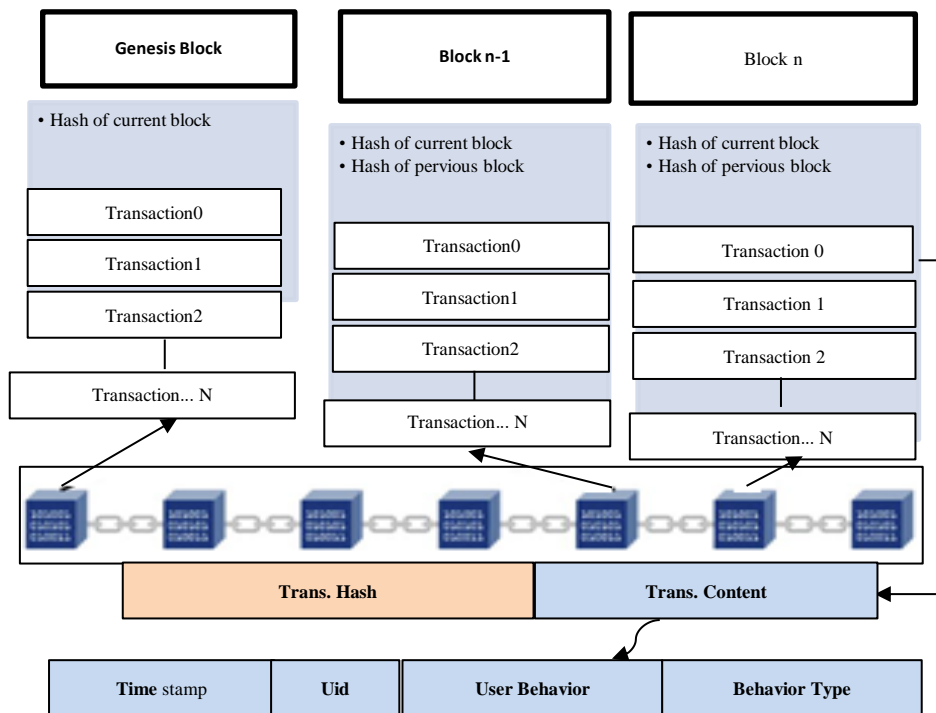 Genesis Block
• Hash of current block
Transaction0
Transaction1
Transaction2
Transaction... N
Block n-1
• Hash of current block
• Hash of pervious block
Transaction0
Transaction1
Transaction2
Transaction... N
Block n
• Hash of current block
• Hash of pervious block
Transaction 0
Transaction 1
Transaction 2
Transaction... N
Trans. Hash
Trans. Content
Time stamp
Uid
User Behavior
Behavior Type